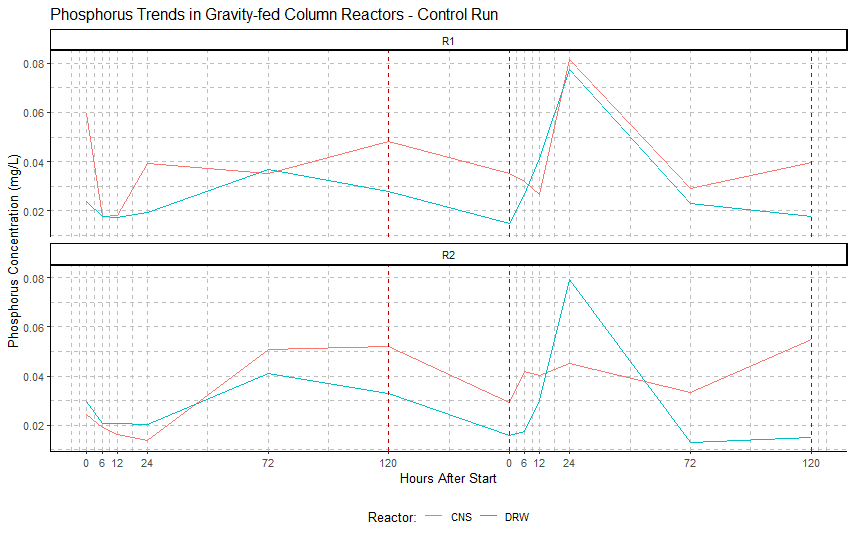 Phosphorus Trends in Gravity-fed Column Reactors - Control Run
R1
0.08
0.06
0.04
0.02
Phosphorus Concentration (mg/L)
R2
0.08
0.06
0.04
0.02
0 6 12 24 72 120 0 6 12 24 72 120
Hours After Start
Reactor: CNS DRW